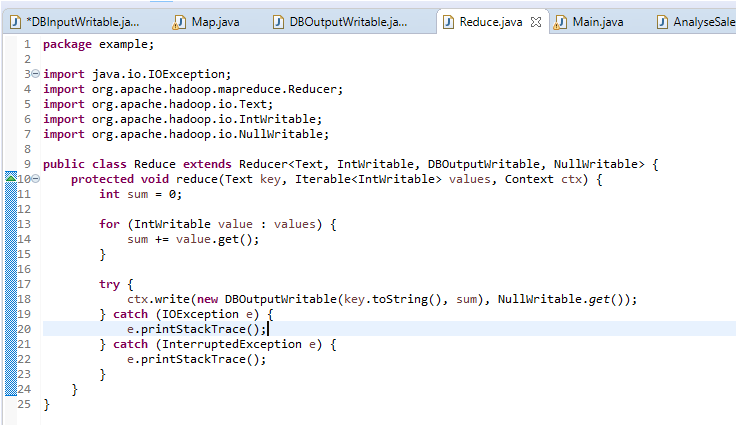 *DBInputWritable.ja... Map.java DBOutputWritable.ja... Reduce.java Main.java AnalyseSale
1 package example;
2
3 import java.io.IOException;
4 import org.apache.hadoop.mapreduce.Reducer;
5 import org.apache.hadoop.io.Text;
6 import org.apache.hadoop.io.IntWritable;
7 import org.apache.hadoop.io.NullWritable;
8
9 public class Reduce extends Reducer<Text, IntWritable, DBOutputWritable, NullWritable> {
10 protected void reduce(Text key, Iterable<IntWritable> values, Context ctx) {
11 int sum = 0;
12
13 for (IntWritable value : values) {
14 sum += value.get();
15 }
16
17 try {
18 ctx.write(new DBOutputWritable(key.toString(), sum), NullWritable.get());
19 } catch (IOException e) {
20 e.printStackTrace();
21 } catch (InterruptedException e) {
22 e.printStackTrace();
23 }
24 }
25 }